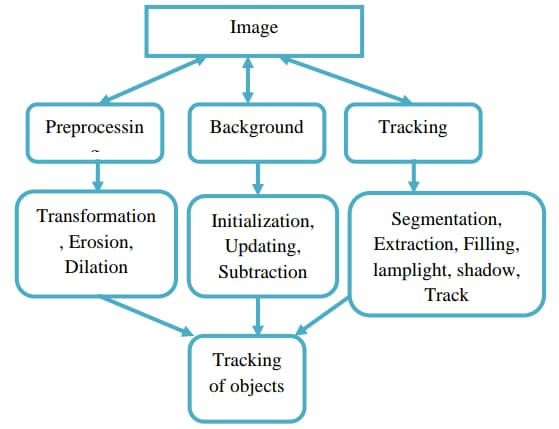 Image
Preprocessin
Background
Tracking
Transformation
, Erosion,
Dilation
Initialization,
Updating,
Subtraction
Segmentation,
Extraction, Filling,
lamplight, shadow,
Track
Tracking
of objects